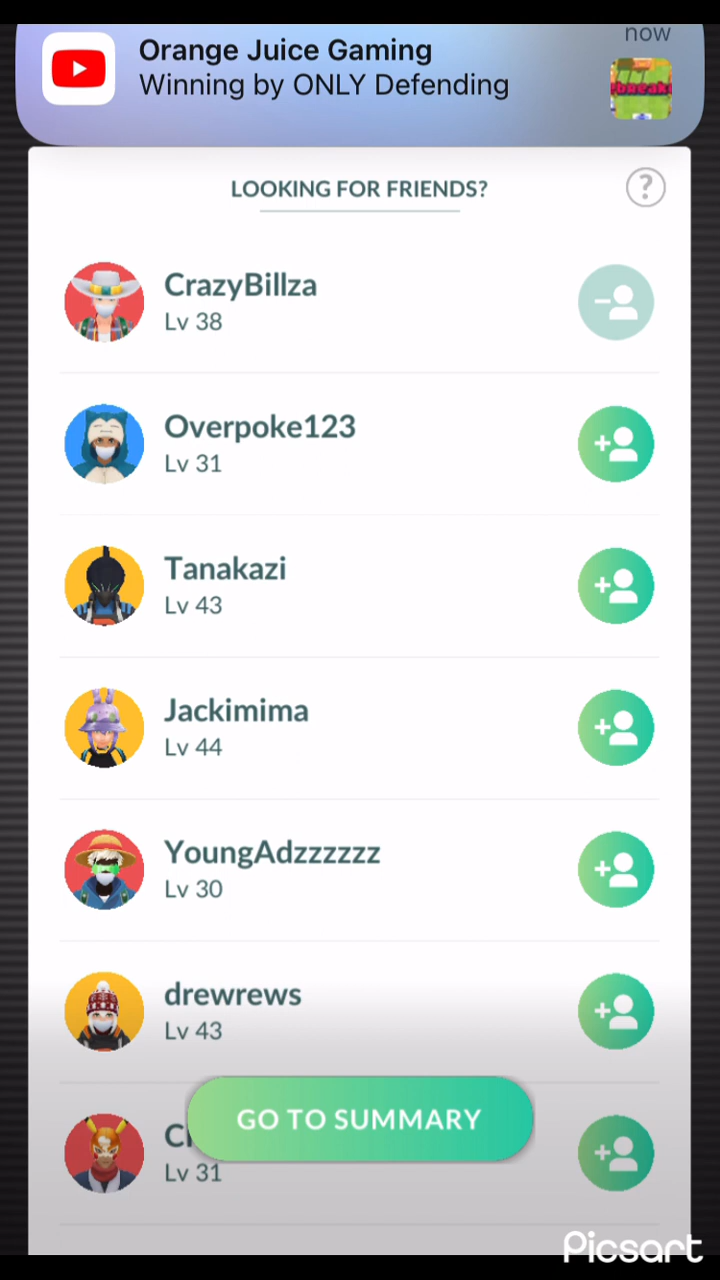 now
Orange Juice Gaming
Winning by ONLY Defending
LOOKING FOR FRIENDS?
?
CrazyBillza
Lv 38
Overpoke123
Lv 31
Tanakazi
Lv 43
Jackimima
Lv 44
YoungAdzzzzzz
Lv 30
drewrews
Lv 43
GO TO SUMMARY
Lv 31
Picsart